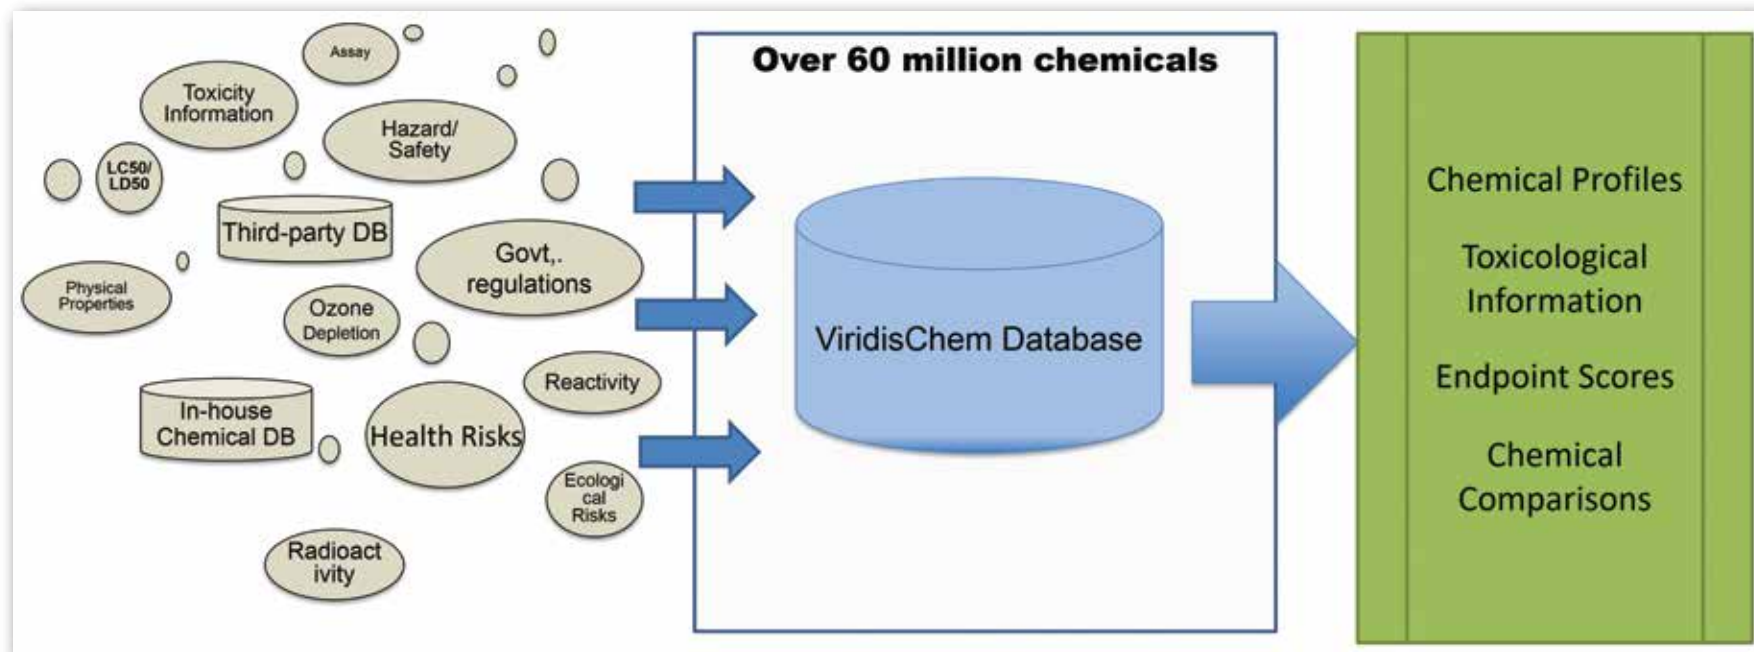 Assay
Toxicity
Information
Hazard/
Safety
LC50/
LD50
Third-party DB
Govt,.
regulations
Physical
Properties
Ozone
Depletion
Reactivity
In-house
Chemical DB
Health Risks
Ecologi
cal
Risks
Radioact
ivity
Over 60 million chemicals
ViridisChem Database
Chemical Profiles
Toxicological
Information
Endpoint Scores
Chemical
Comparisons